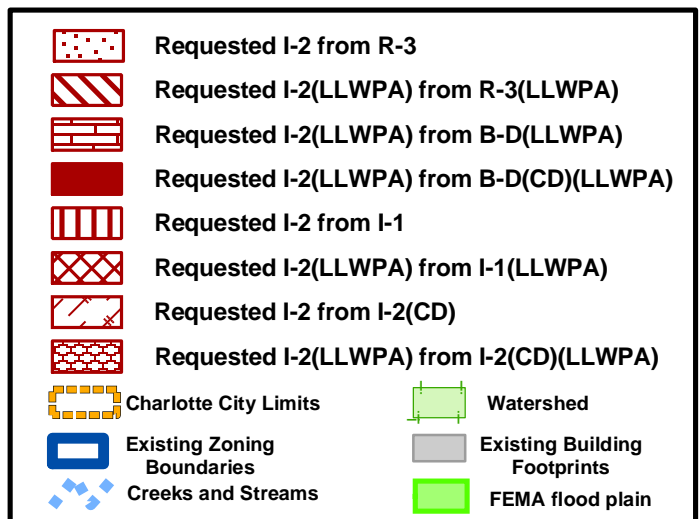 Requested I-2 from R-3
Requested I-2(LLWPA) from R-3(LLWPA)
Requested I-2(LLWPA) from B-D(LLWPA)
Requested I-2(LLWPA) from B-D(CD)(LLWPA)
Requested I-2 from I-1
Requested I-2(LLWPA) from I-1(LLWPA)
Requested I-2 from I-2(CD)
Requested I-2(LLWPA) from I-2(CD)(LLWPA)
Charlotte City Limits
Watershed
Existing Zoning
Boundaries
Existing Building
Footprints
Creeks and Streams
FEMA flood plain